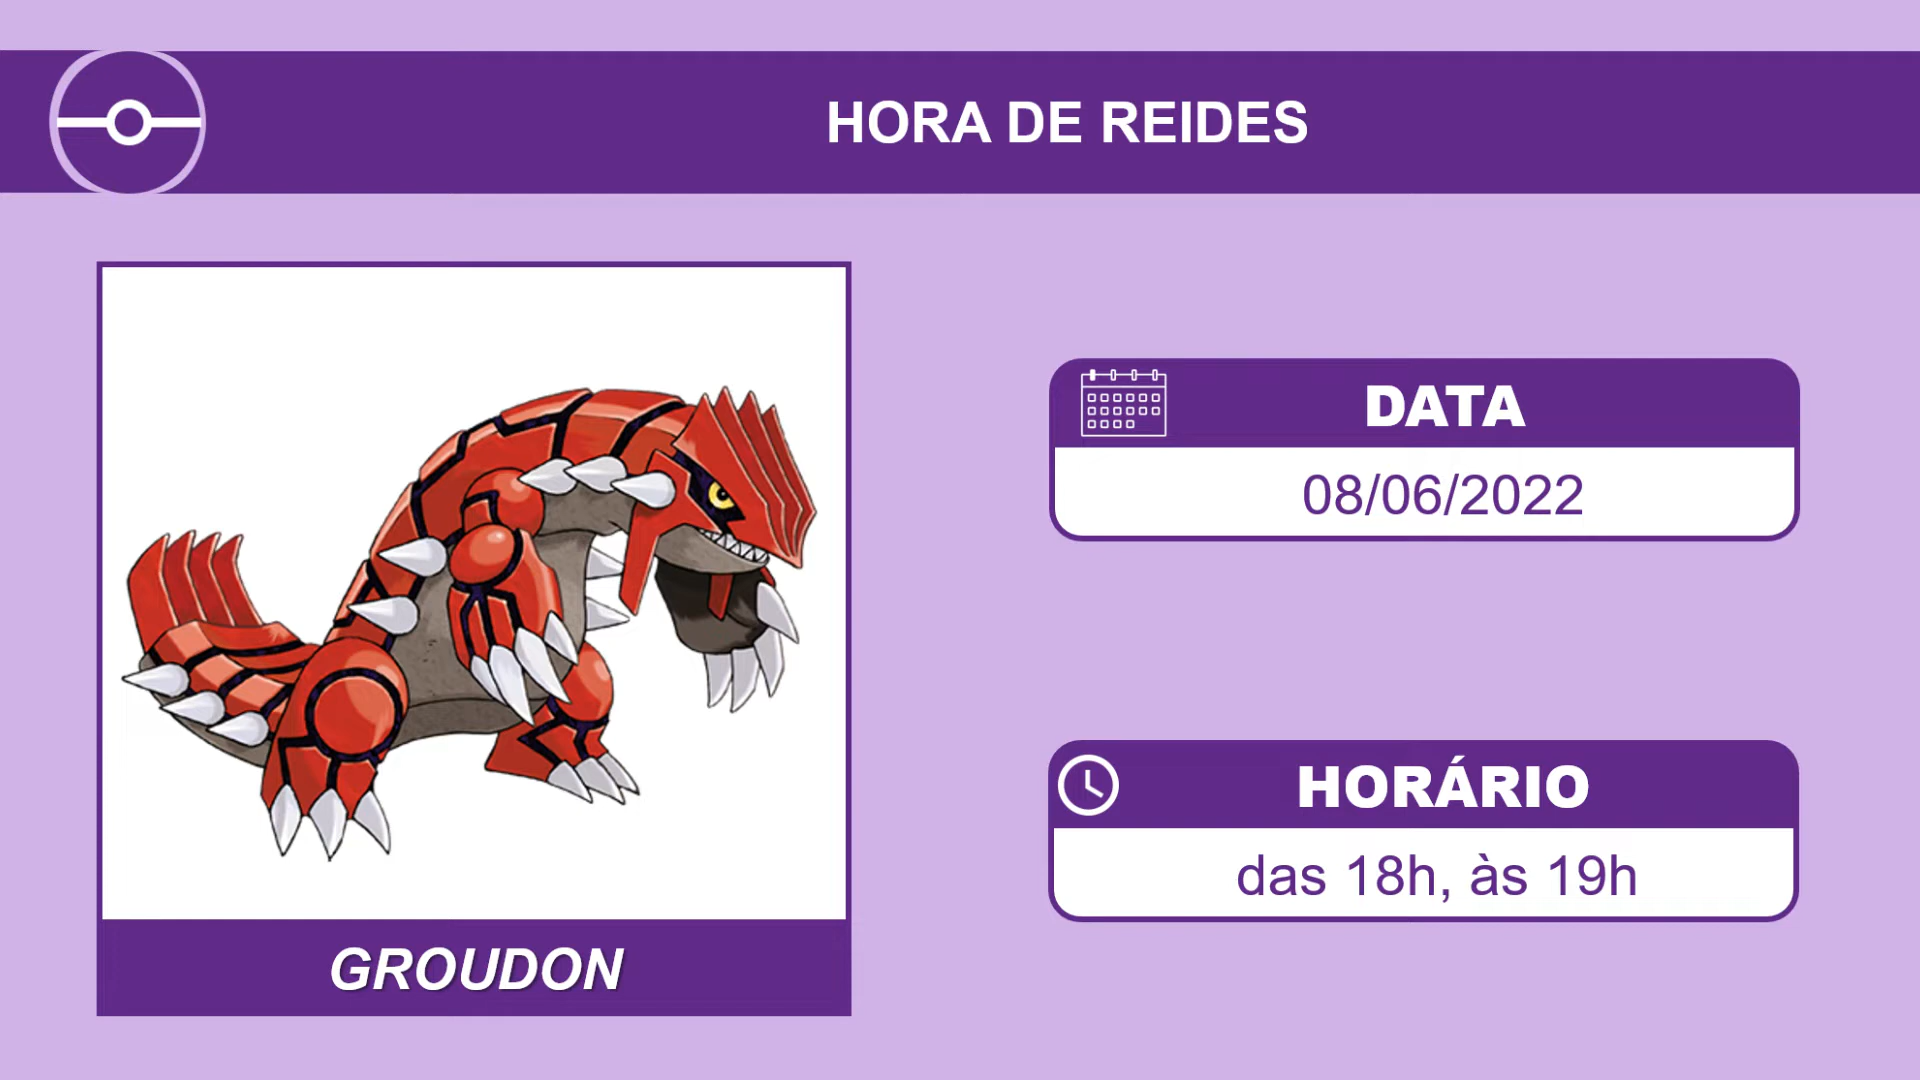 HORA DE REIDES
DATA
08/06/2022
HORÁRIO
das 18h, às 19h
GROUDON